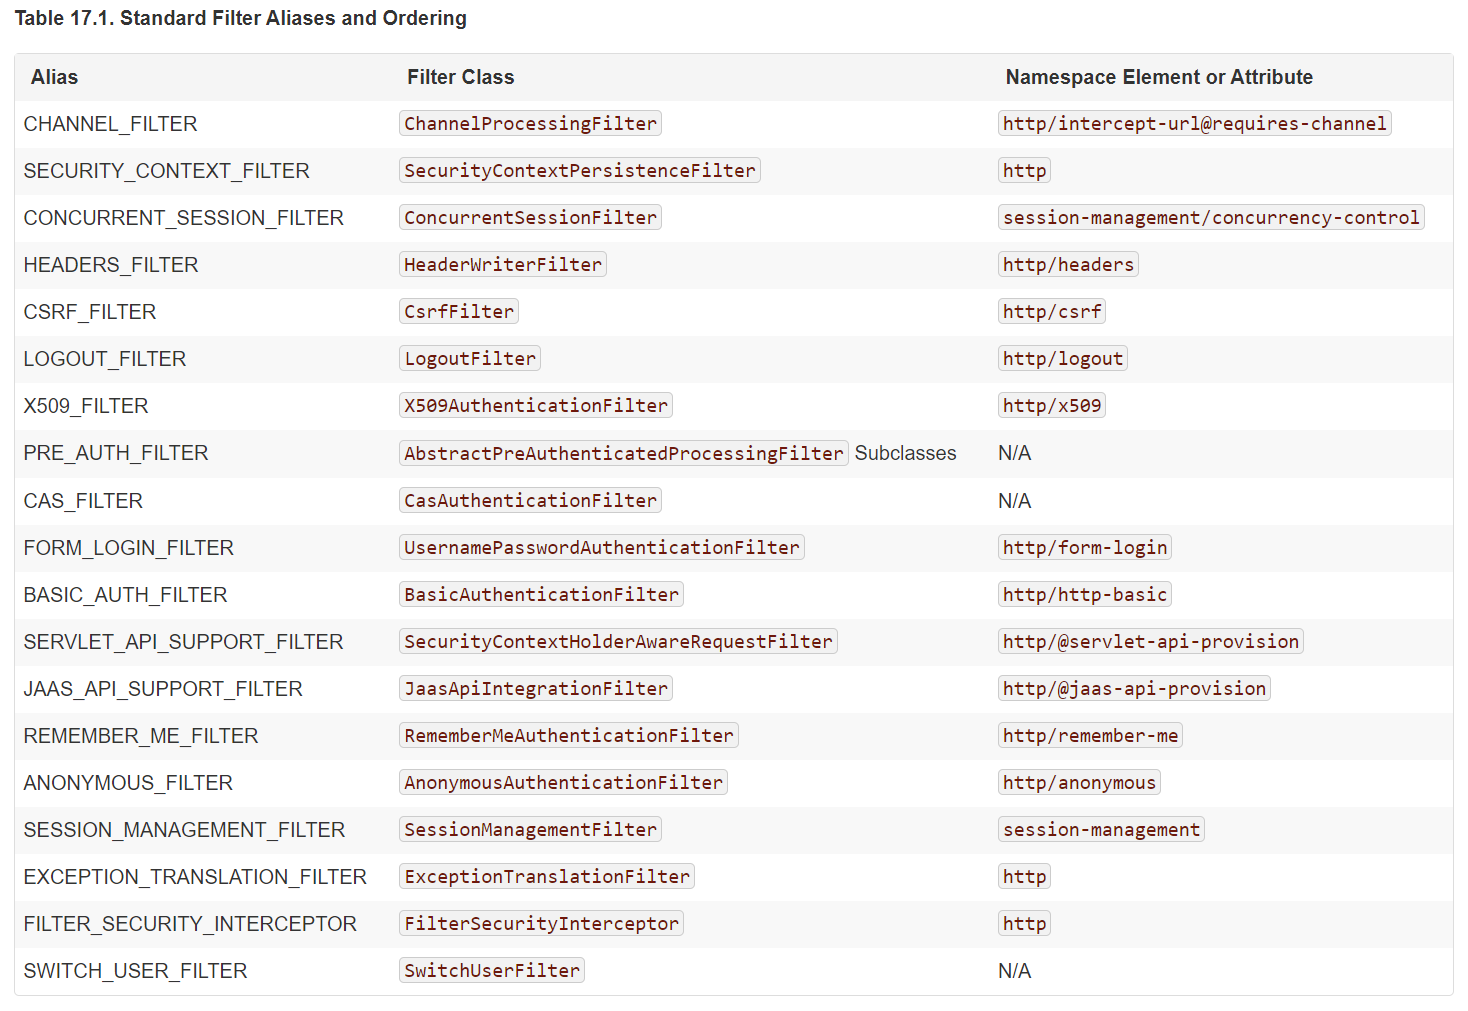 Table 17.1. Standard Filter Aliases and Ordering
Alias Filter Class Namespace Element or Attribute
CHANNEL_FILTER ChannelProcessingFilter http/intercept-url@requires-channel
SECURITY_CONTEXT_FILTER SecurityContextPersistenceFilter http
CONCURRENT_SESSION_FILTER ConcurrentSessionFilter session-management/concurrency-control
HEADERS_FILTER HeaderWriterFilter http/headers
CSRF_FILTER CsrfFilter http/csrf
LOGOUT_FILTER LogoutFilter http/logout
X509_FILTER X509AuthenticationFilter http/x509
PRE_AUTH_FILTER AbstractPreAuthenticatedProcessingFilter Subclasses N/A
CAS_FILTER CasAuthenticationFilter N/A
FORM_LOGIN_FILTER UsernamePasswordAuthenticationFilter http/form-login
BASIC_AUTH_FILTER BasicAuthenticationFilter http/http-basic
SERVLET_API_SUPPORT_FILTER SecurityContextHolderAwareRequestFilter http/@servlet-api-provision
JAAS_API_SUPPORT_FILTER JaasApiIntegrationFilter http/@jaas-api-provision
REMEMBER_ME_FILTER RememberMeAuthenticationFilter http/remember-me
ANONYMOUS_FILTER AnonymousAuthenticationFilter http/anonymous
SESSION_MANAGEMENT_FILTER SessionManagementFilter session-management
EXCEPTION_TRANSLATION_FILTER ExceptionTranslationFilter http
FILTER_SECURITY_INTERCEPTOR FilterSecurityInterceptor http
SWITCH_USER_FILTER SwitchUserFilter N/A